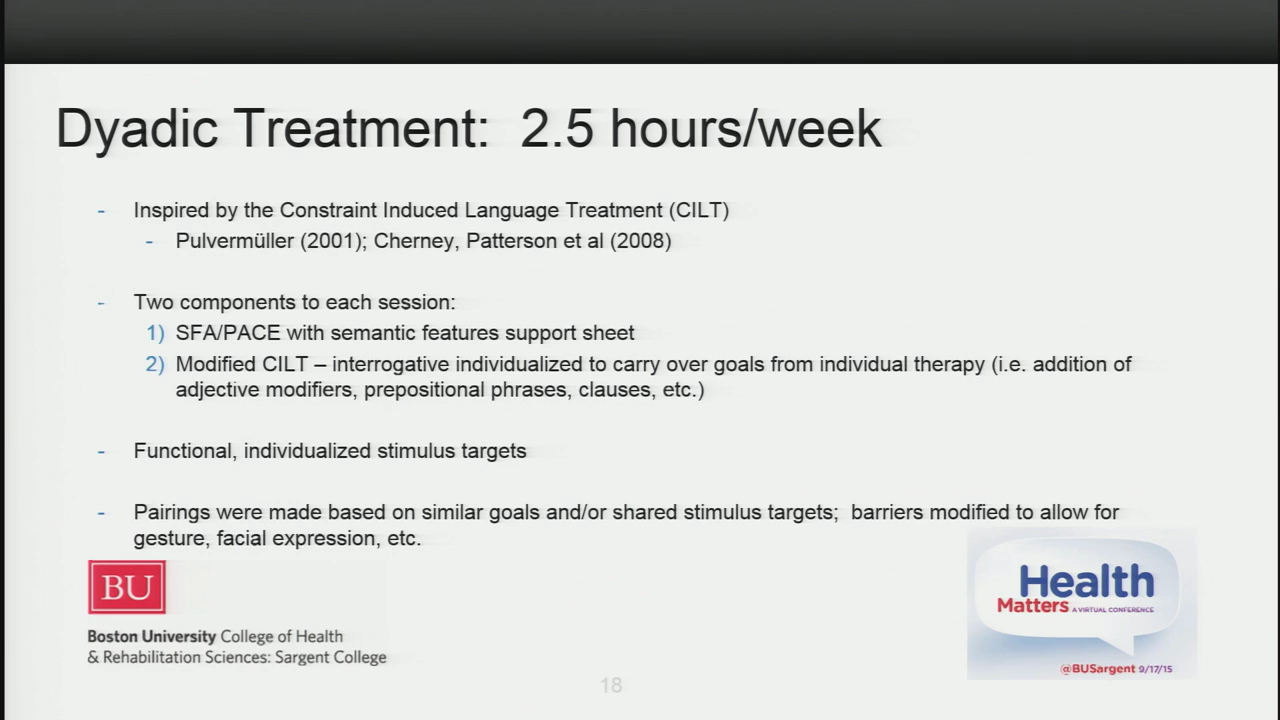 Dyadic Treatment: 2.5 hours/week
- Inspired by the Constraint Induced Language Treatment (CILT)
- Pulvermüller (2001); Cherney, Patterson et al (2008)
- Two components to each session:
1) SFA/PACE with semantic features support sheet
2) Modified CILT – interrogative individualized to carry over goals from individual therapy (i.e. addition of
adjective modifiers, prepositional phrases, clauses, etc.)
- Functional, individualized stimulus targets
- Pairings were made based on similar goals and/or shared stimulus targets; barriers modified to allow for
gesture, facial expression, etc.
BU
Boston University College of Health
& Rehabilitation Sciences: Sargent College
Health
Matters A VIRTUAL CONFERENCE
@BUSargent 9/17/15
18